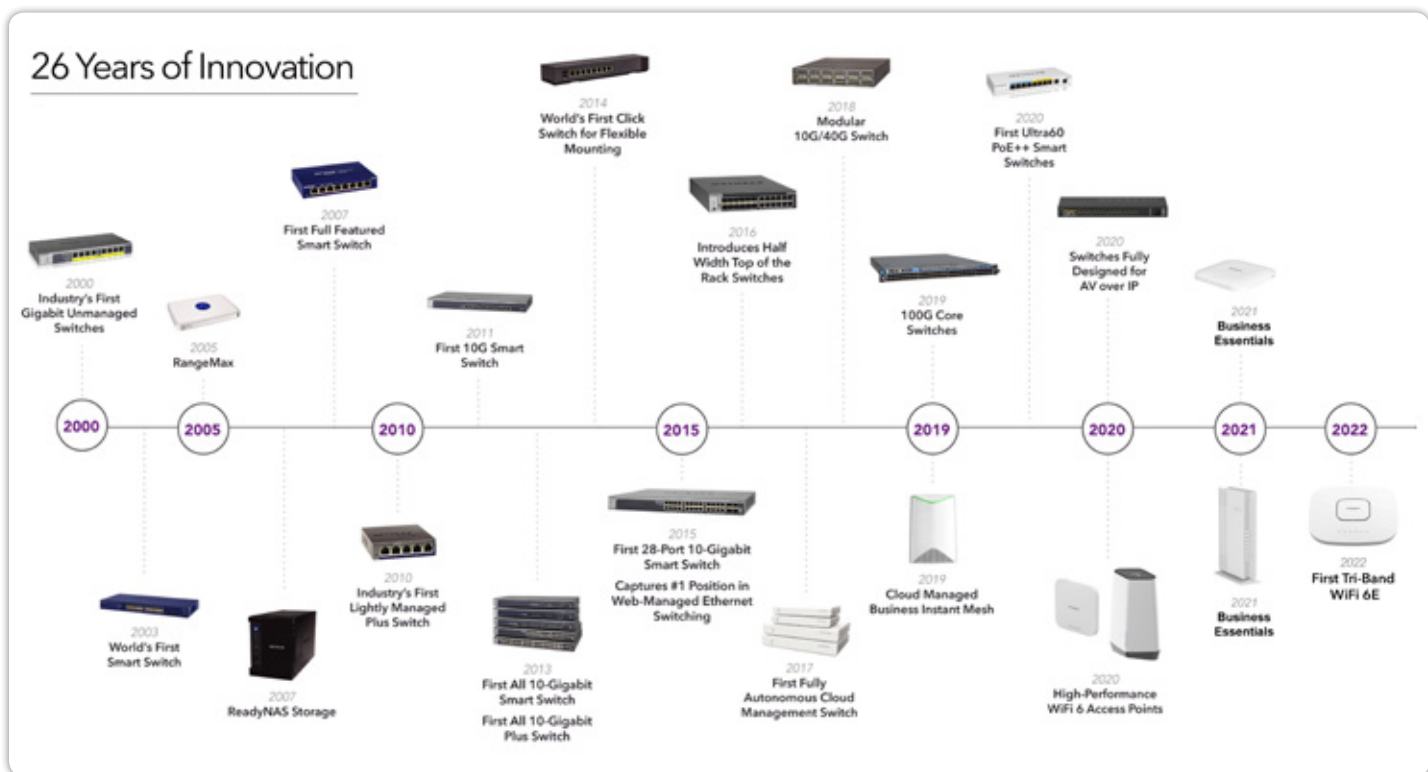 26 Years of Innovation
2014
World's First Click
Switch for Flexible
Mounting
2018
Modular
10G/40G Switch
2020
First Ultra60
PoE++ Smart
Switches
2007
First Full Featured
Smart Switch
2016
Introduces Half
Width Top of the
Rack Switches
2020
Switches Fully
Designed for
AV over IP
2000
Industry's First
Gigabit Unmanaged
Switches
2005
RangeMax
2011
First 10G Smart
Switch
2019
100G Core
Switches
2021
Business
Essentials
2000
2005
2010
2015
2019
2020
2021
2022
2003
World's First
Smart Switch
2007
ReadyNAS Storage
2010
Industry's First
Lightly Managed
Plus Switch
2013
First All 10-Gigabit
Smart Switch
First All 10-Gigabit
Plus Switch
2015
First 28-Port 10-Gigabit
Smart Switch
Captures #1 Position in
Web-Managed Ethernet
Switching
2017
First Fully
Autonomous Cloud
Management Switch
2019
Cloud Managed
Business Instant Mesh
2020
High-Performance
WiFi 6 Access Points
2021
Business
Essentials
2022
First Tri-Band
WiFi 6E